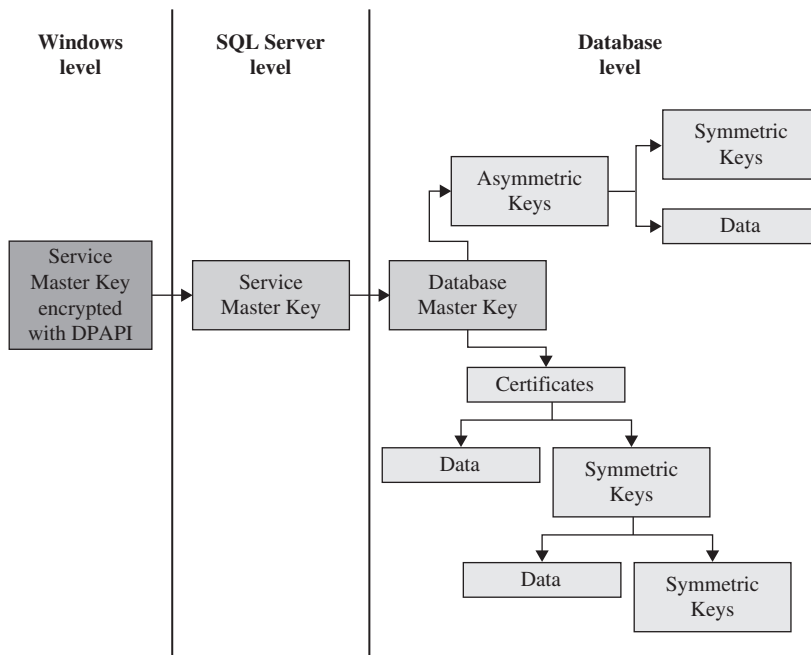 Windows
level
SQL Server
level
Database
level
Symmetric
Keys
Asymmetric
Keys
Data
Service
Master Key
encrypted
with DPAPI
Service
Master Key
Database
Master Key
Certificates
Data
Symmetric
Keys
Data
Symmetric
Keys